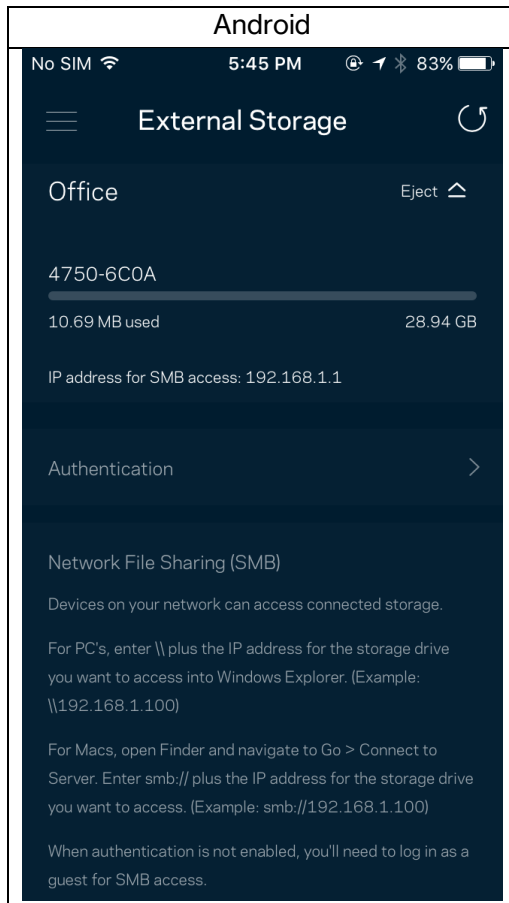 Android
No SIM 5:45 PM 83%
External Storage
Office Eject
4750-6C0A
10.69 MB used 28.94 GB
IP address for SMB access: 192.168.1.1
Authentication
Network File Sharing (SMB)
Devices on your network can access connected storage.
For PC's, enter \\ plus the IP address for the storage drive
you want to access into Windows Explorer. (Example:
\\192.168.1.100)
For Macs, open Finder and navigate to Go > Connect to
Server. Enter smb:// plus the IP address for the storage drive
you want to access. (Example: smb://192.168.1.100)
When authentication is not enabled, you'll need to log in as a
guest for SMB access.